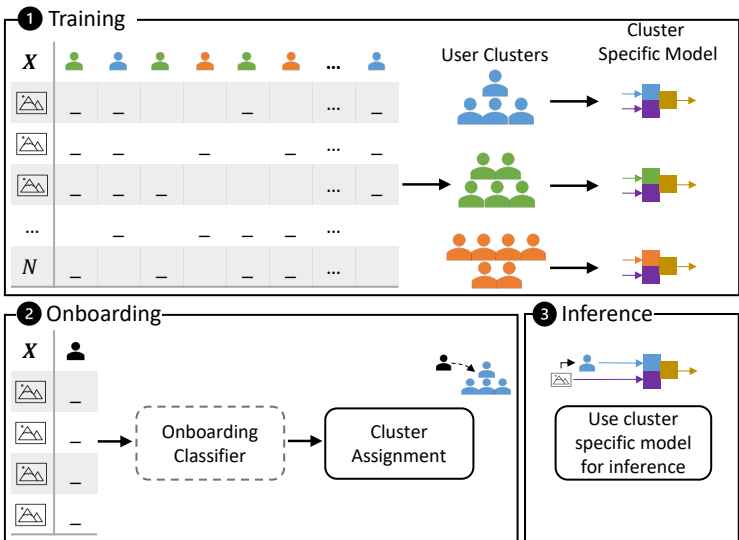 1 Training
X ...
User Clusters
Cluster
Specific Model
_ _ _ ... _
_ _ _ _ ... _
_ _ _ ... _
... _ _ _ _ ...
N _ _ _ _ ...
2 Onboarding
X
_
_
_
_
Onboarding
Classifier
Cluster
Assignment
3 Inference
Use cluster
specific model
for inference